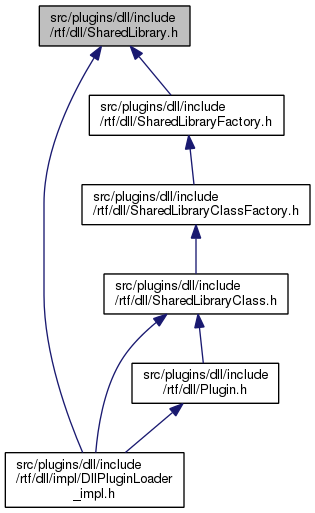 src/plugins/dll/include
/rtf/dll/SharedLibrary.h
src/plugins/dll/include
/rtf/dll/SharedLibraryFactory.h
src/plugins/dll/include
/rtf/dll/SharedLibraryClassFactory.h
src/plugins/dll/include
/rtf/dll/SharedLibraryClass.h
src/plugins/dll/include
/rtf/dll/Plugin.h
src/plugins/dll/include
/rtf/dll/impl/DllPluginLoader
_impl.h